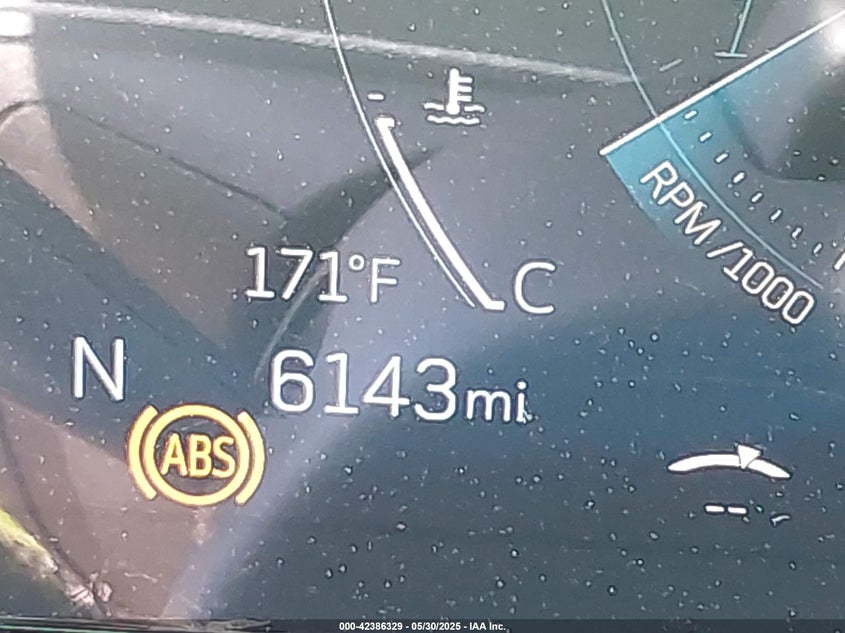 RPM/1000
171°F
C
N
6143mi
ABS
000-42386329 - 05/30/2025 - IAA Inc.